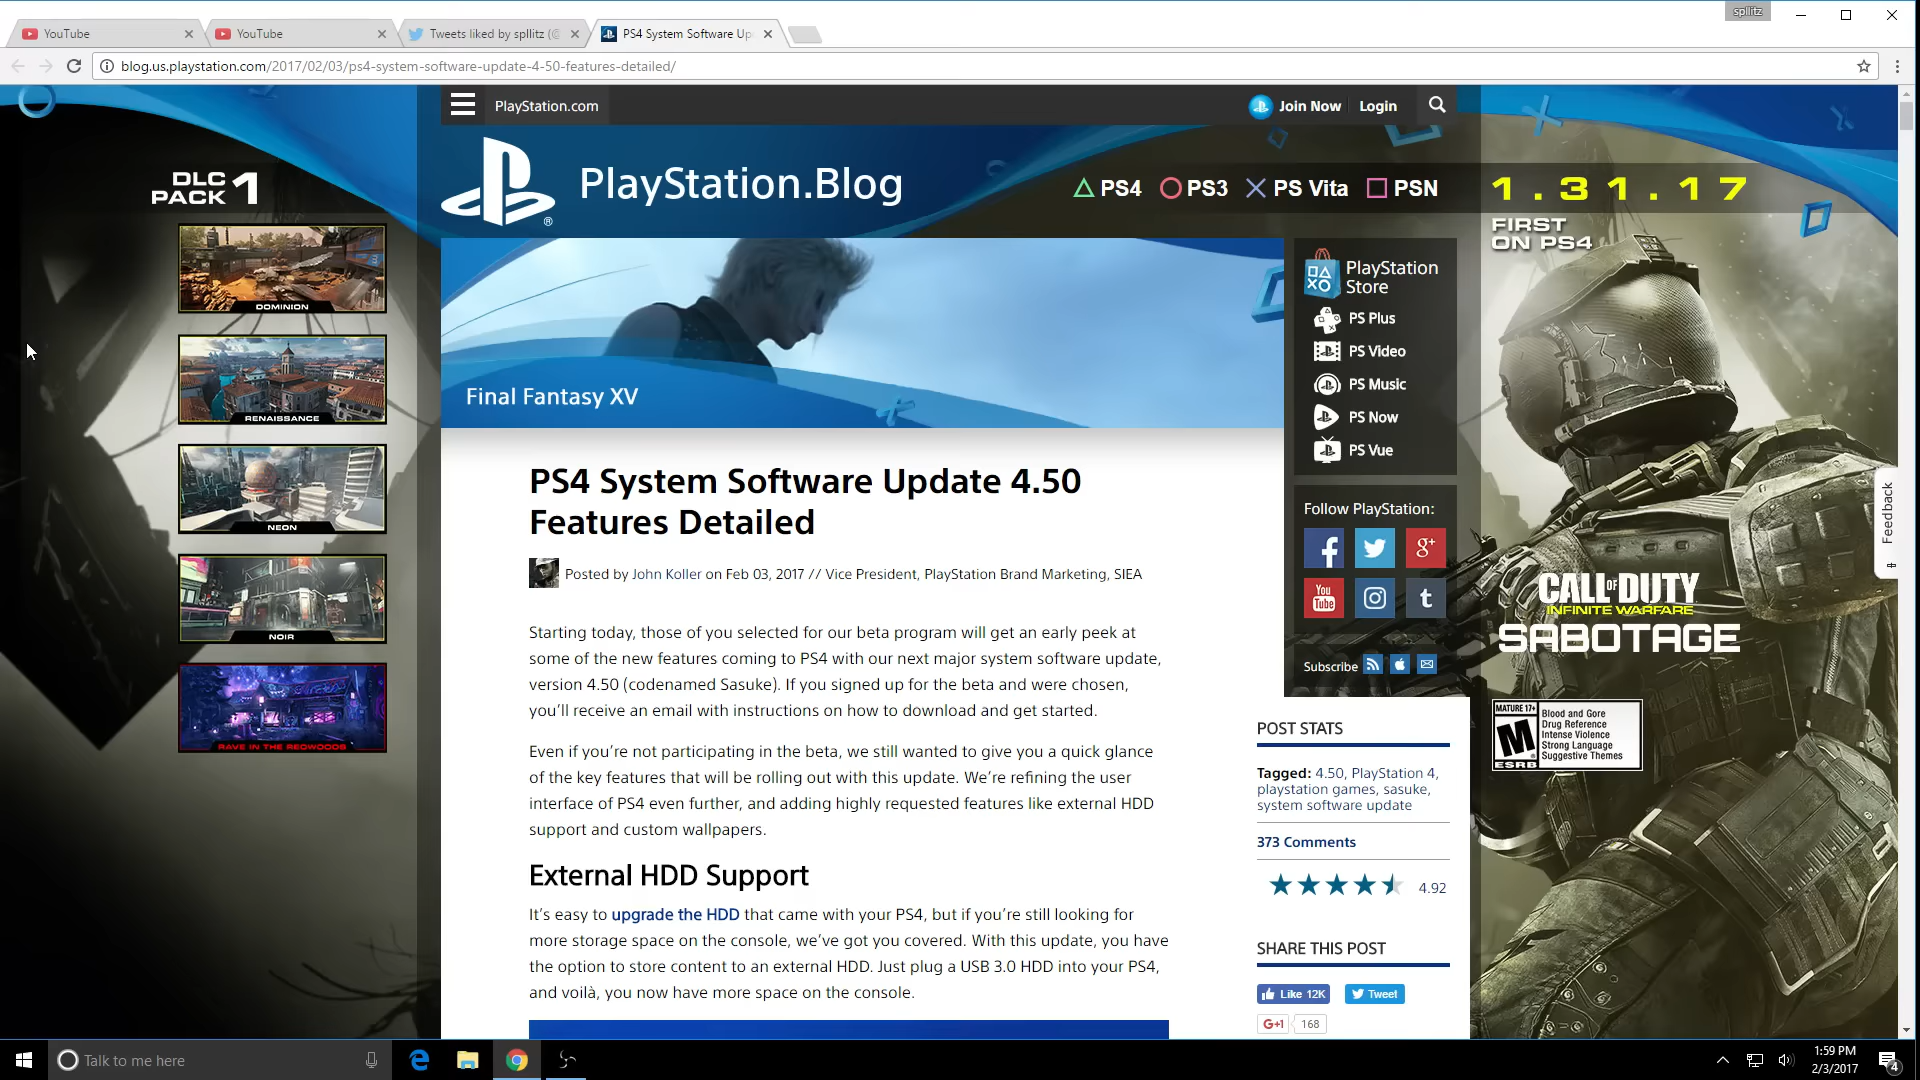 spllitz
YouTube
YouTube
Tweets liked by spllitz (@
PS4 System Software Up
blog.us.playstation.com/2017/02/03/ps4-system-software-update-4-50-features-detailed/
PlayStation.com
Join Now
Login
DLC
PACK 1
PlayStation.Blog
PS4
PS3
PS Vita
PSN
1.31.17
FIRST
ON PS4
DOMINION
RENAISSANCE
NEON
NOIR
RAVE IN THE REDWOODS
Final Fantasy XV
PlayStation
Store
PS Plus
PS Video
PS Music
PS Now
PS Vue
PS4 System Software Update 4.50
Features Detailed
Posted by John Koller on Feb 03, 2017 // Vice President, PlayStation Brand Marketing, SIEA
Starting today, those of you selected for our beta program will get an early peek at
some of the new features coming to PS4 with our next major system software update,
version 4.50 (codenamed Sasuke). If you signed up for the beta and were chosen,
you’ll receive an email with instructions on how to download and get started.
Even if you’re not participating in the beta, we still wanted to give you a quick glance
of the key features that will be rolling out with this update. We’re refining the user
interface of PS4 even further, and adding highly requested features like external HDD
support and custom wallpapers.
External HDD Support
It’s easy to upgrade the HDD that came with your PS4, but if you’re still looking for
more storage space on the console, we’ve got you covered. With this update, you have
the option to store content to an external HDD. Just plug a USB 3.0 HDD into your PS4,
and voilà, you now have more space on the console.
Follow PlayStation:
f
g+
You
Tube
t
Subscribe
POST STATS
Tagged: 4.50, PlayStation 4,
playstation games, sasuke,
system software update
373 Comments
4.92
SHARE THIS POST
Like 12K
Tweet
G+1
168
Feedback
CALL OF DUTY
INFINITE WARFARE
SABOTAGE
MATURE 17+
M
ESRB
Blood and Gore
Drug Reference
Intense Violence
Strong Language
Suggestive Themes
Talk to me here
1:59 PM
2/3/2017
4